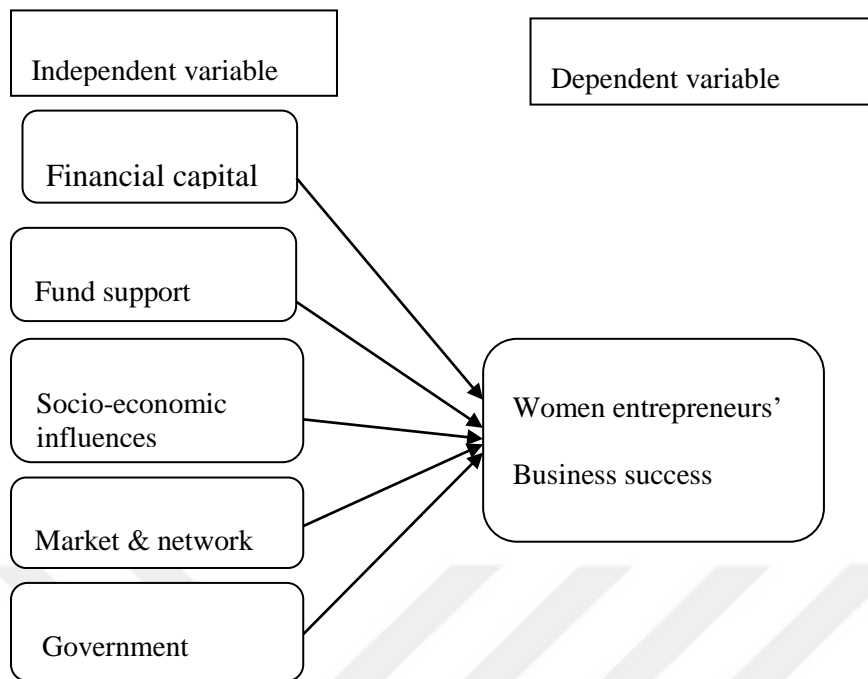 Independent variable
Dependent variable
Financial capital
Fund support
Socio-economic
influences
Women entrepreneurs’
Business success
Market & network
Government